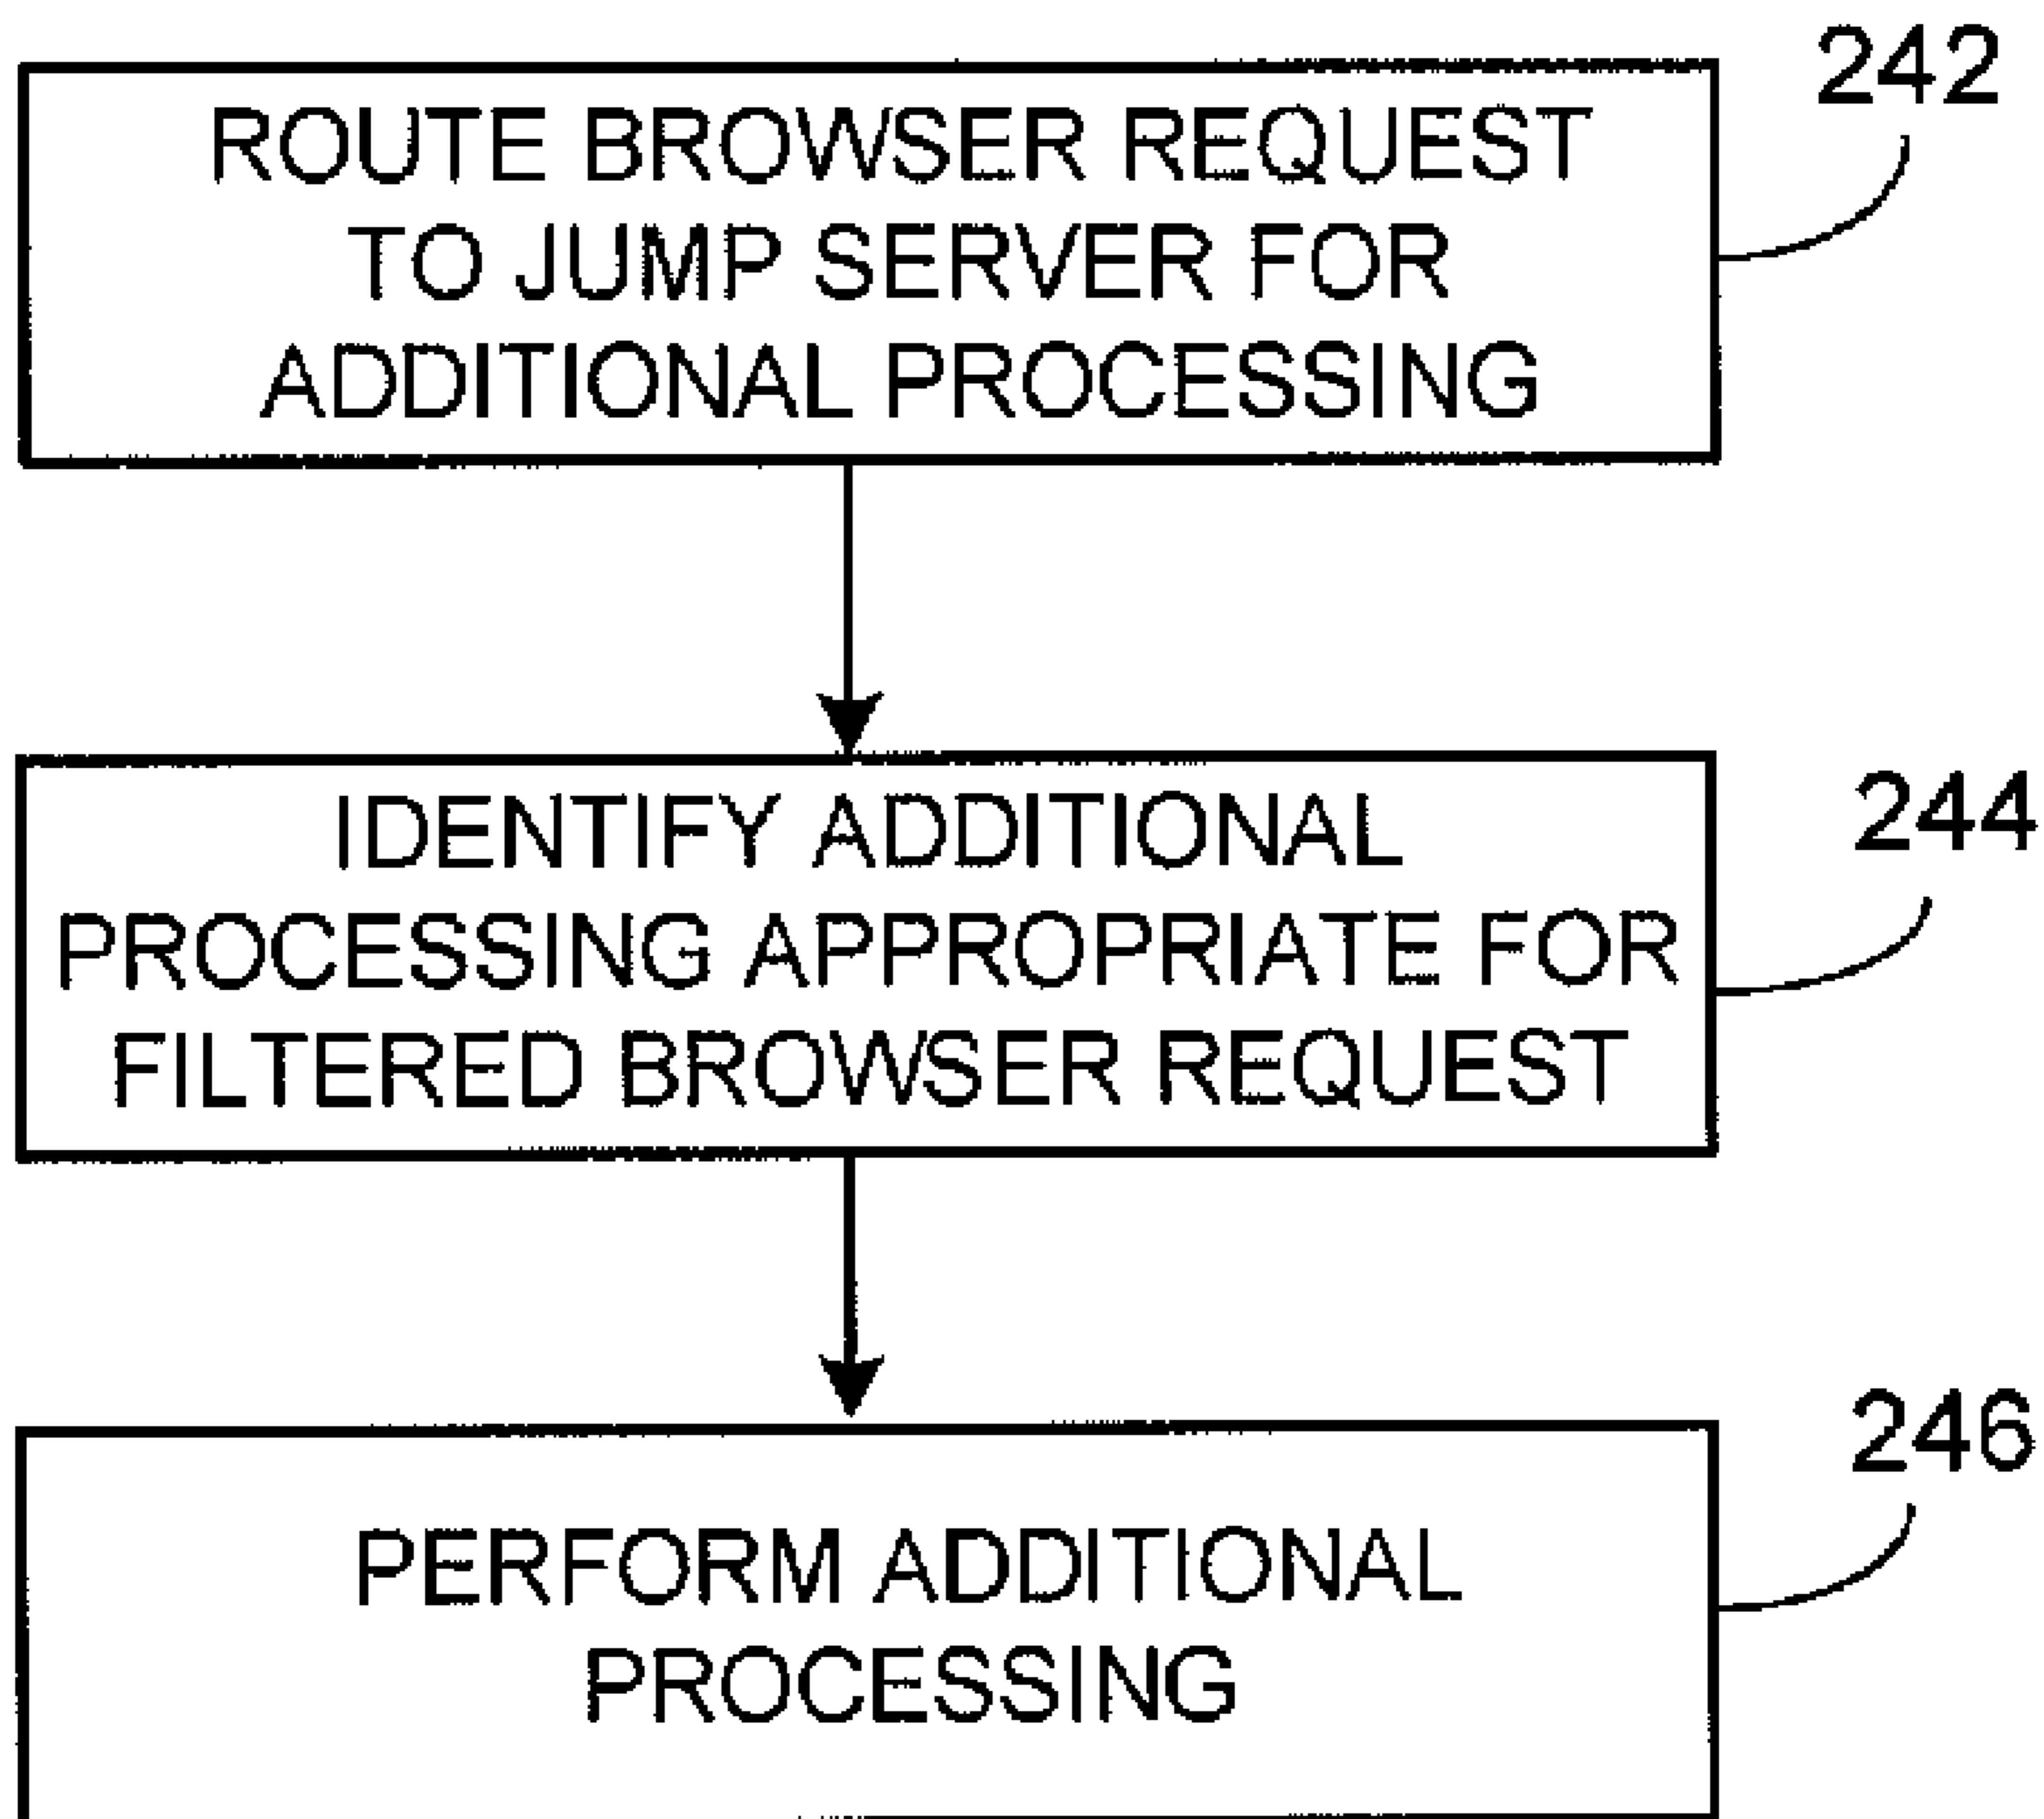 242
ROUTE BROWSER REQUEST
TO JUMP SERVER FOR
ADDITIONAL PROCESSING
244
IDENTIFY ADDITIONAL
PROCESSING APPROPRIATE FOR
FILTERED BROWSER REQUEST
246
PERFORM ADDITIONAL
PROCESSING